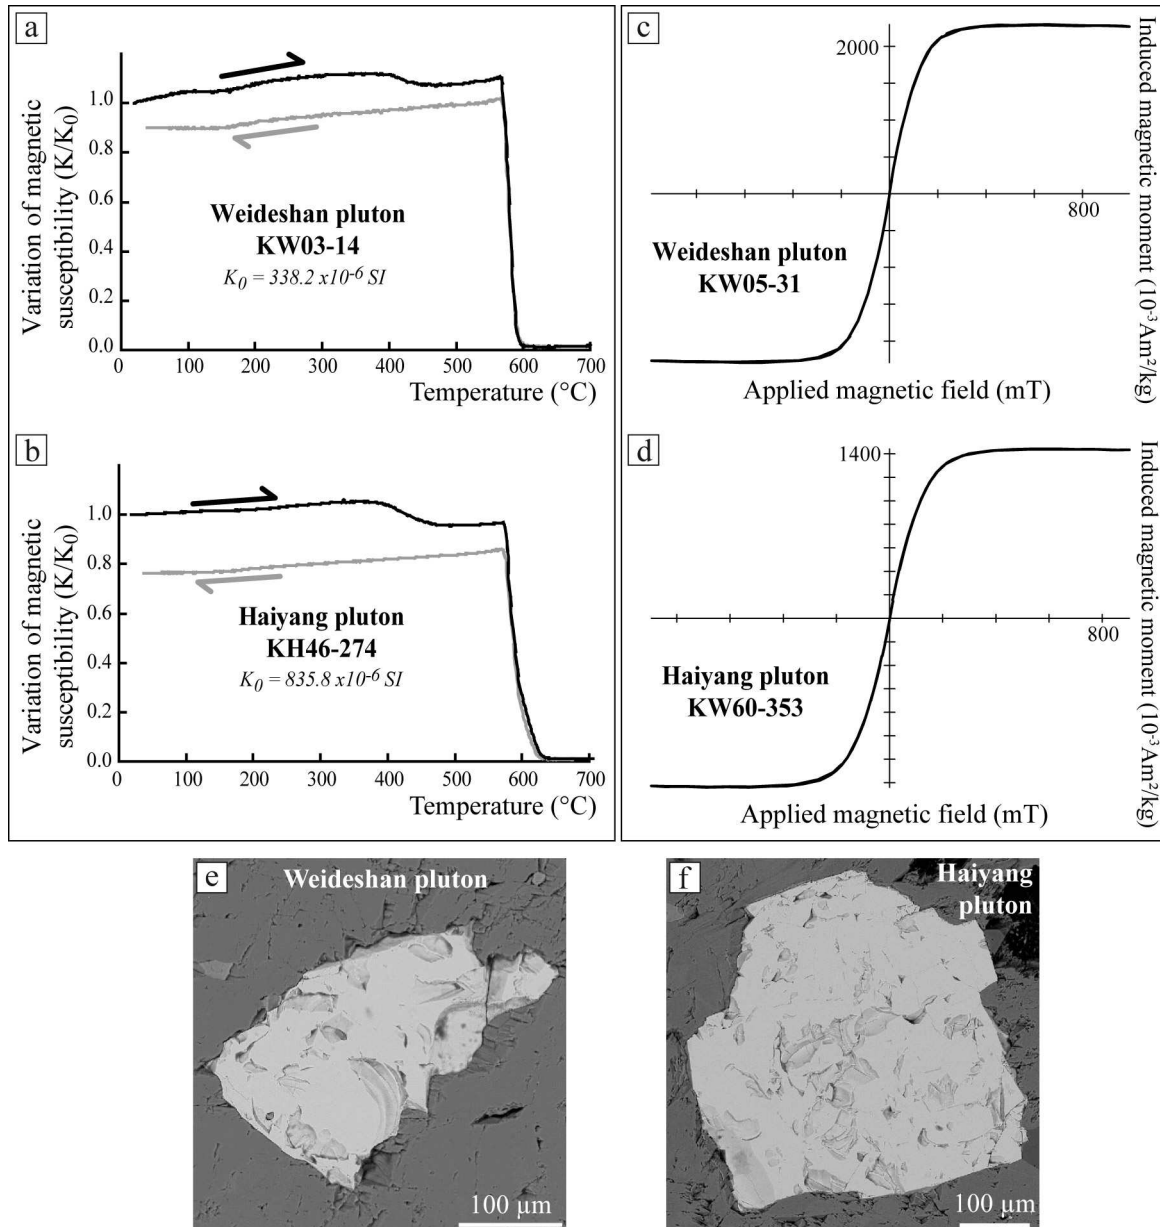 a
Variation of magnetic
susceptibility (K/K0)
1.0
0.8
0.6
0.4
0.2
0.0
Weideshan pluton
KW03-14
K0 = 338.2 x10-6 SI
0 100 200 300 400 500 600 700
Temperature (°C)
b
Variation of magnetic
susceptibility (K/K0)
1.0
0.8
0.6
0.4
0.2
0.0
Haiyang pluton
KH46-274
K0 = 835.8 x10-6 SI
0 100 200 300 400 500 600 700
Temperature (°C)
c
2000
800
Weideshan pluton
KW05-31
Applied magnetic field (mT)
Induced magnetic moment (10-3Am²/kg)
d
1400
800
Haiyang pluton
KW60-353
Applied magnetic field (mT)
Induced magnetic moment (10-3Am²/kg)
e
Weideshan pluton
100 µm
f
Haiyang
pluton
100 µm